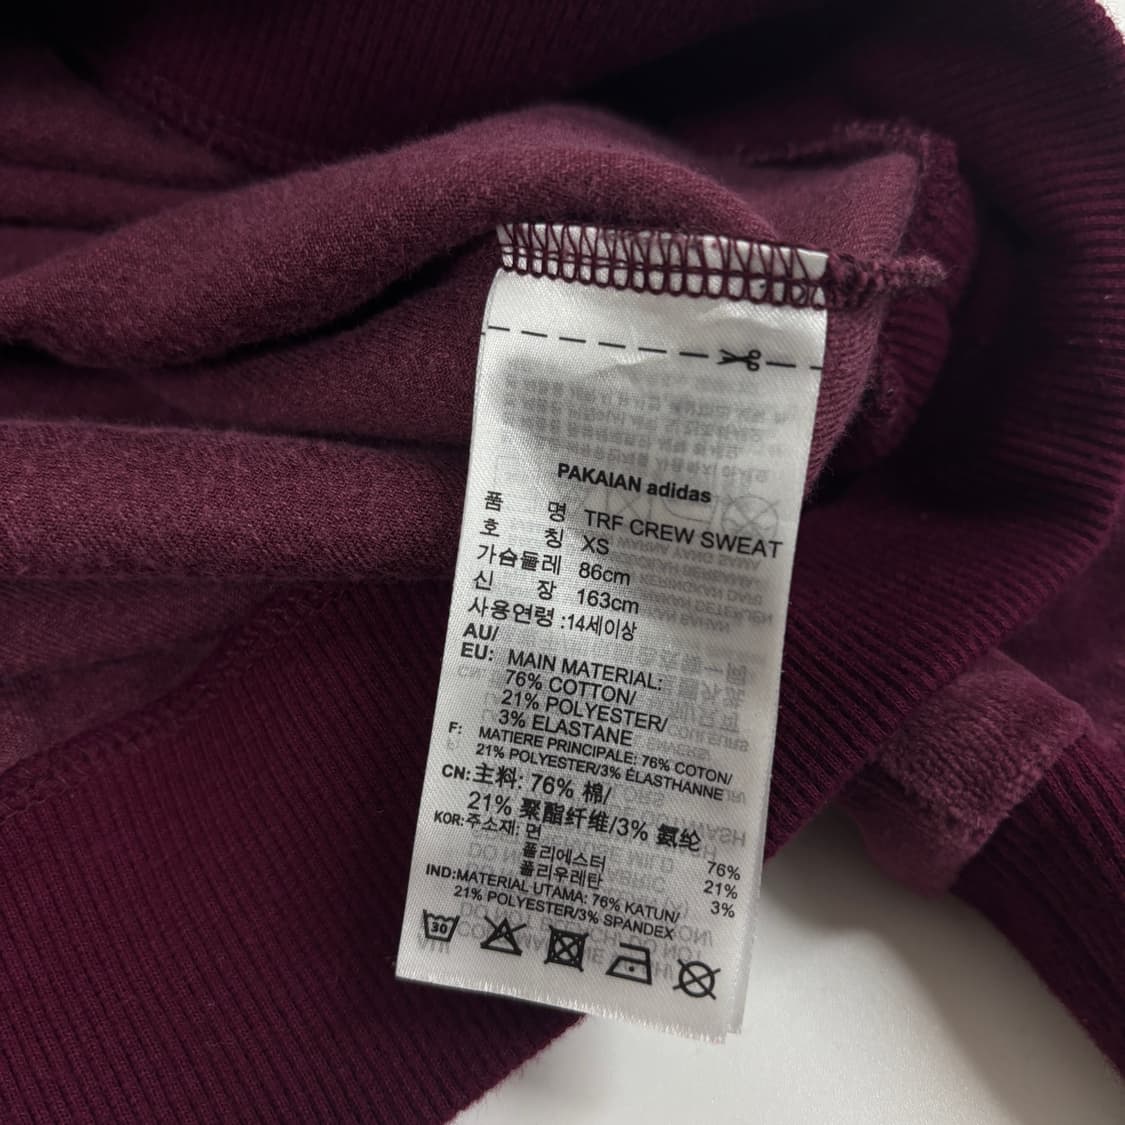 PAKAIAN adidas
품 명 TRF CREW SWEAT
호 칭 XS
가슴둘레 86cm
신 장 163cm
사용연령 :14세이상
AU/
EU: MAIN MATERIAL:
76% COTTON/
21% POLYESTER/
3% ELASTANE
F: MATIERE PRINCIPALE: 76% COTON/
21% POLYESTER/3% ÉLASTHANNE
CN:主料: 76% 棉/
21% 聚酯纤维/3% 氨纶
KOR:주소재: 면 76%
폴리에스터 21%
폴리우레탄 3%
IND:MATERIAL UTAMA: 76% KATUN/
21% POLYESTER/3% SPANDEX
30